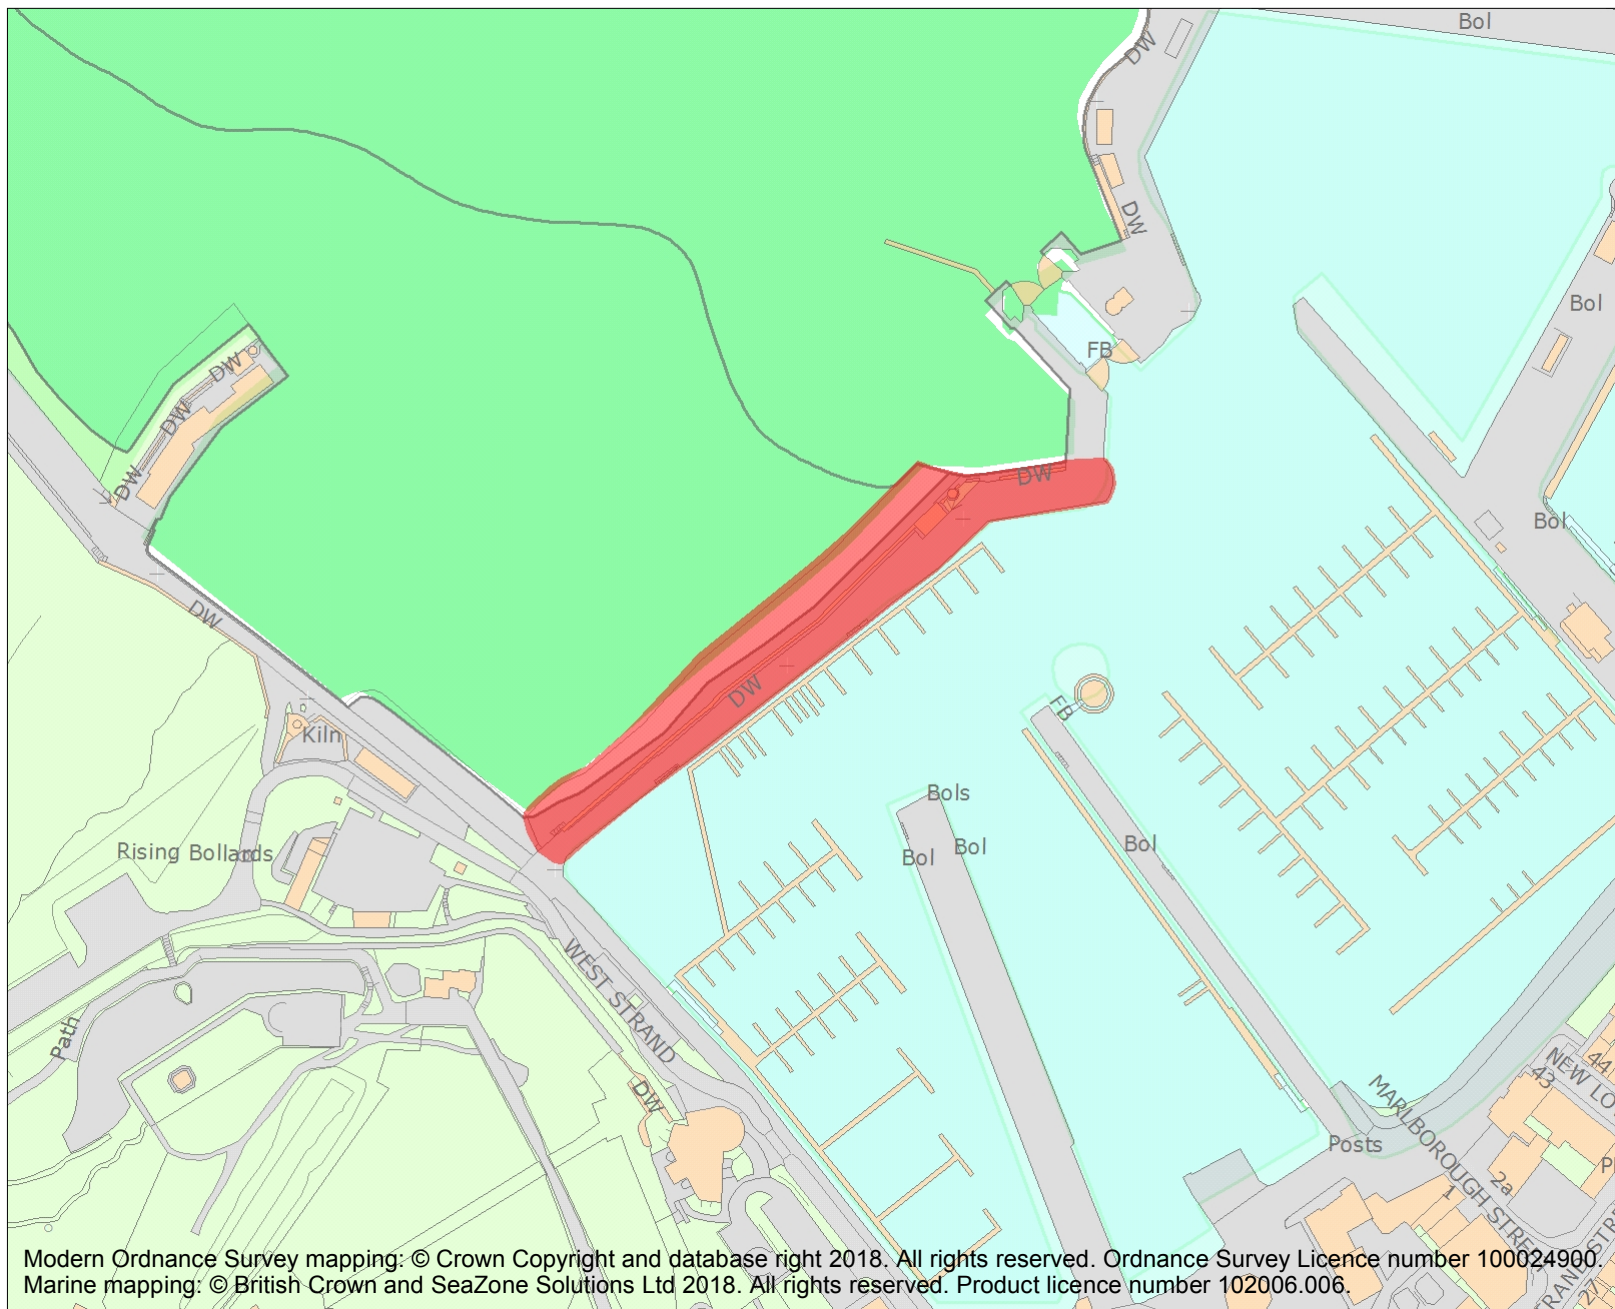 Bol
DW
DW
Bol
FB
DW
DW
DW
DW
Bol
DW
DW
FB
Kiln
Bols
Bol
Bol
Bol
Rising Bollards
WEST STRAND
Path
DW
MARLBOROUGH STRE
NEW LO
44
43
Posts
2a
1
27
Modern Ordnance Survey mapping: © Crown Copyright and database right 2018. All rights reserved. Ordnance Survey Licence number 100024900.
Marine mapping: © British Crown and SeaZone Solutions Ltd 2018. All rights reserved. Product licence number 102006.006.